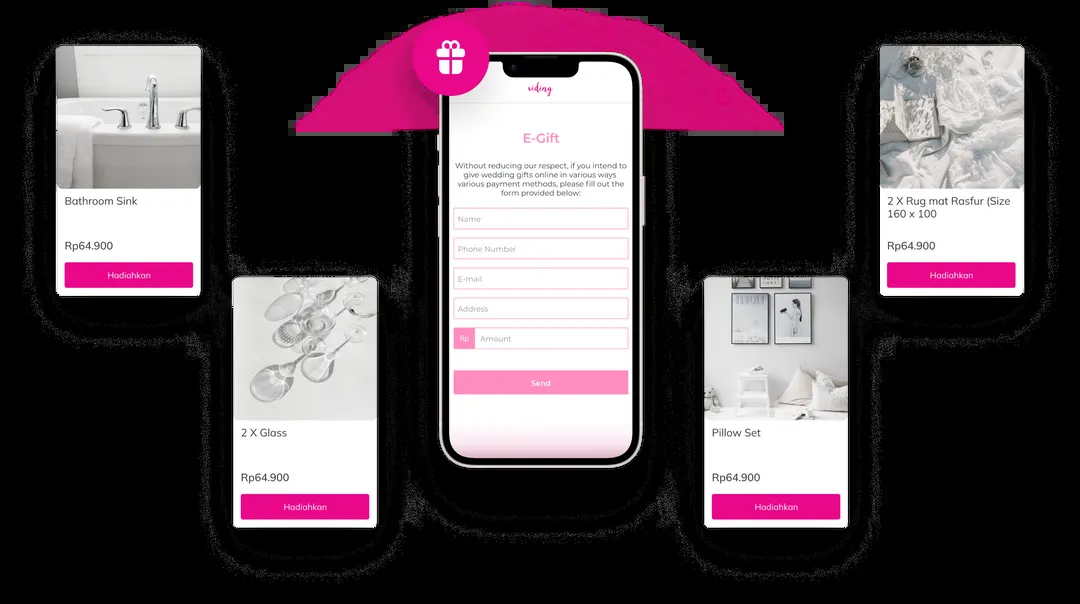 viding
E-Gift
Without reducing our respect, if you intend to
give wedding gifts online in various ways
various payment methods, please fill out the
form provided below:
Name
Phone Number
E-mail
Address
Rp Amount
Send
Bathroom Sink
Rp64.900
Hadiahkan
2 X Glass
Rp64.900
Hadiahkan
TIVOLI
Pillow Set
Rp64.900
Hadiahkan
2 X Rug mat Rasfur (Size
160 x 100
Rp64.900
Hadiahkan